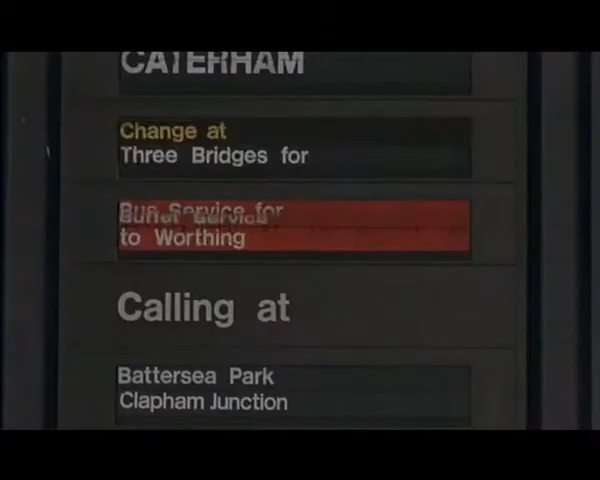 CATERHAM
Change at
Three Bridges for
Bus Service for
to Worthing
Calling at
Battersea Park
Clapham Junction